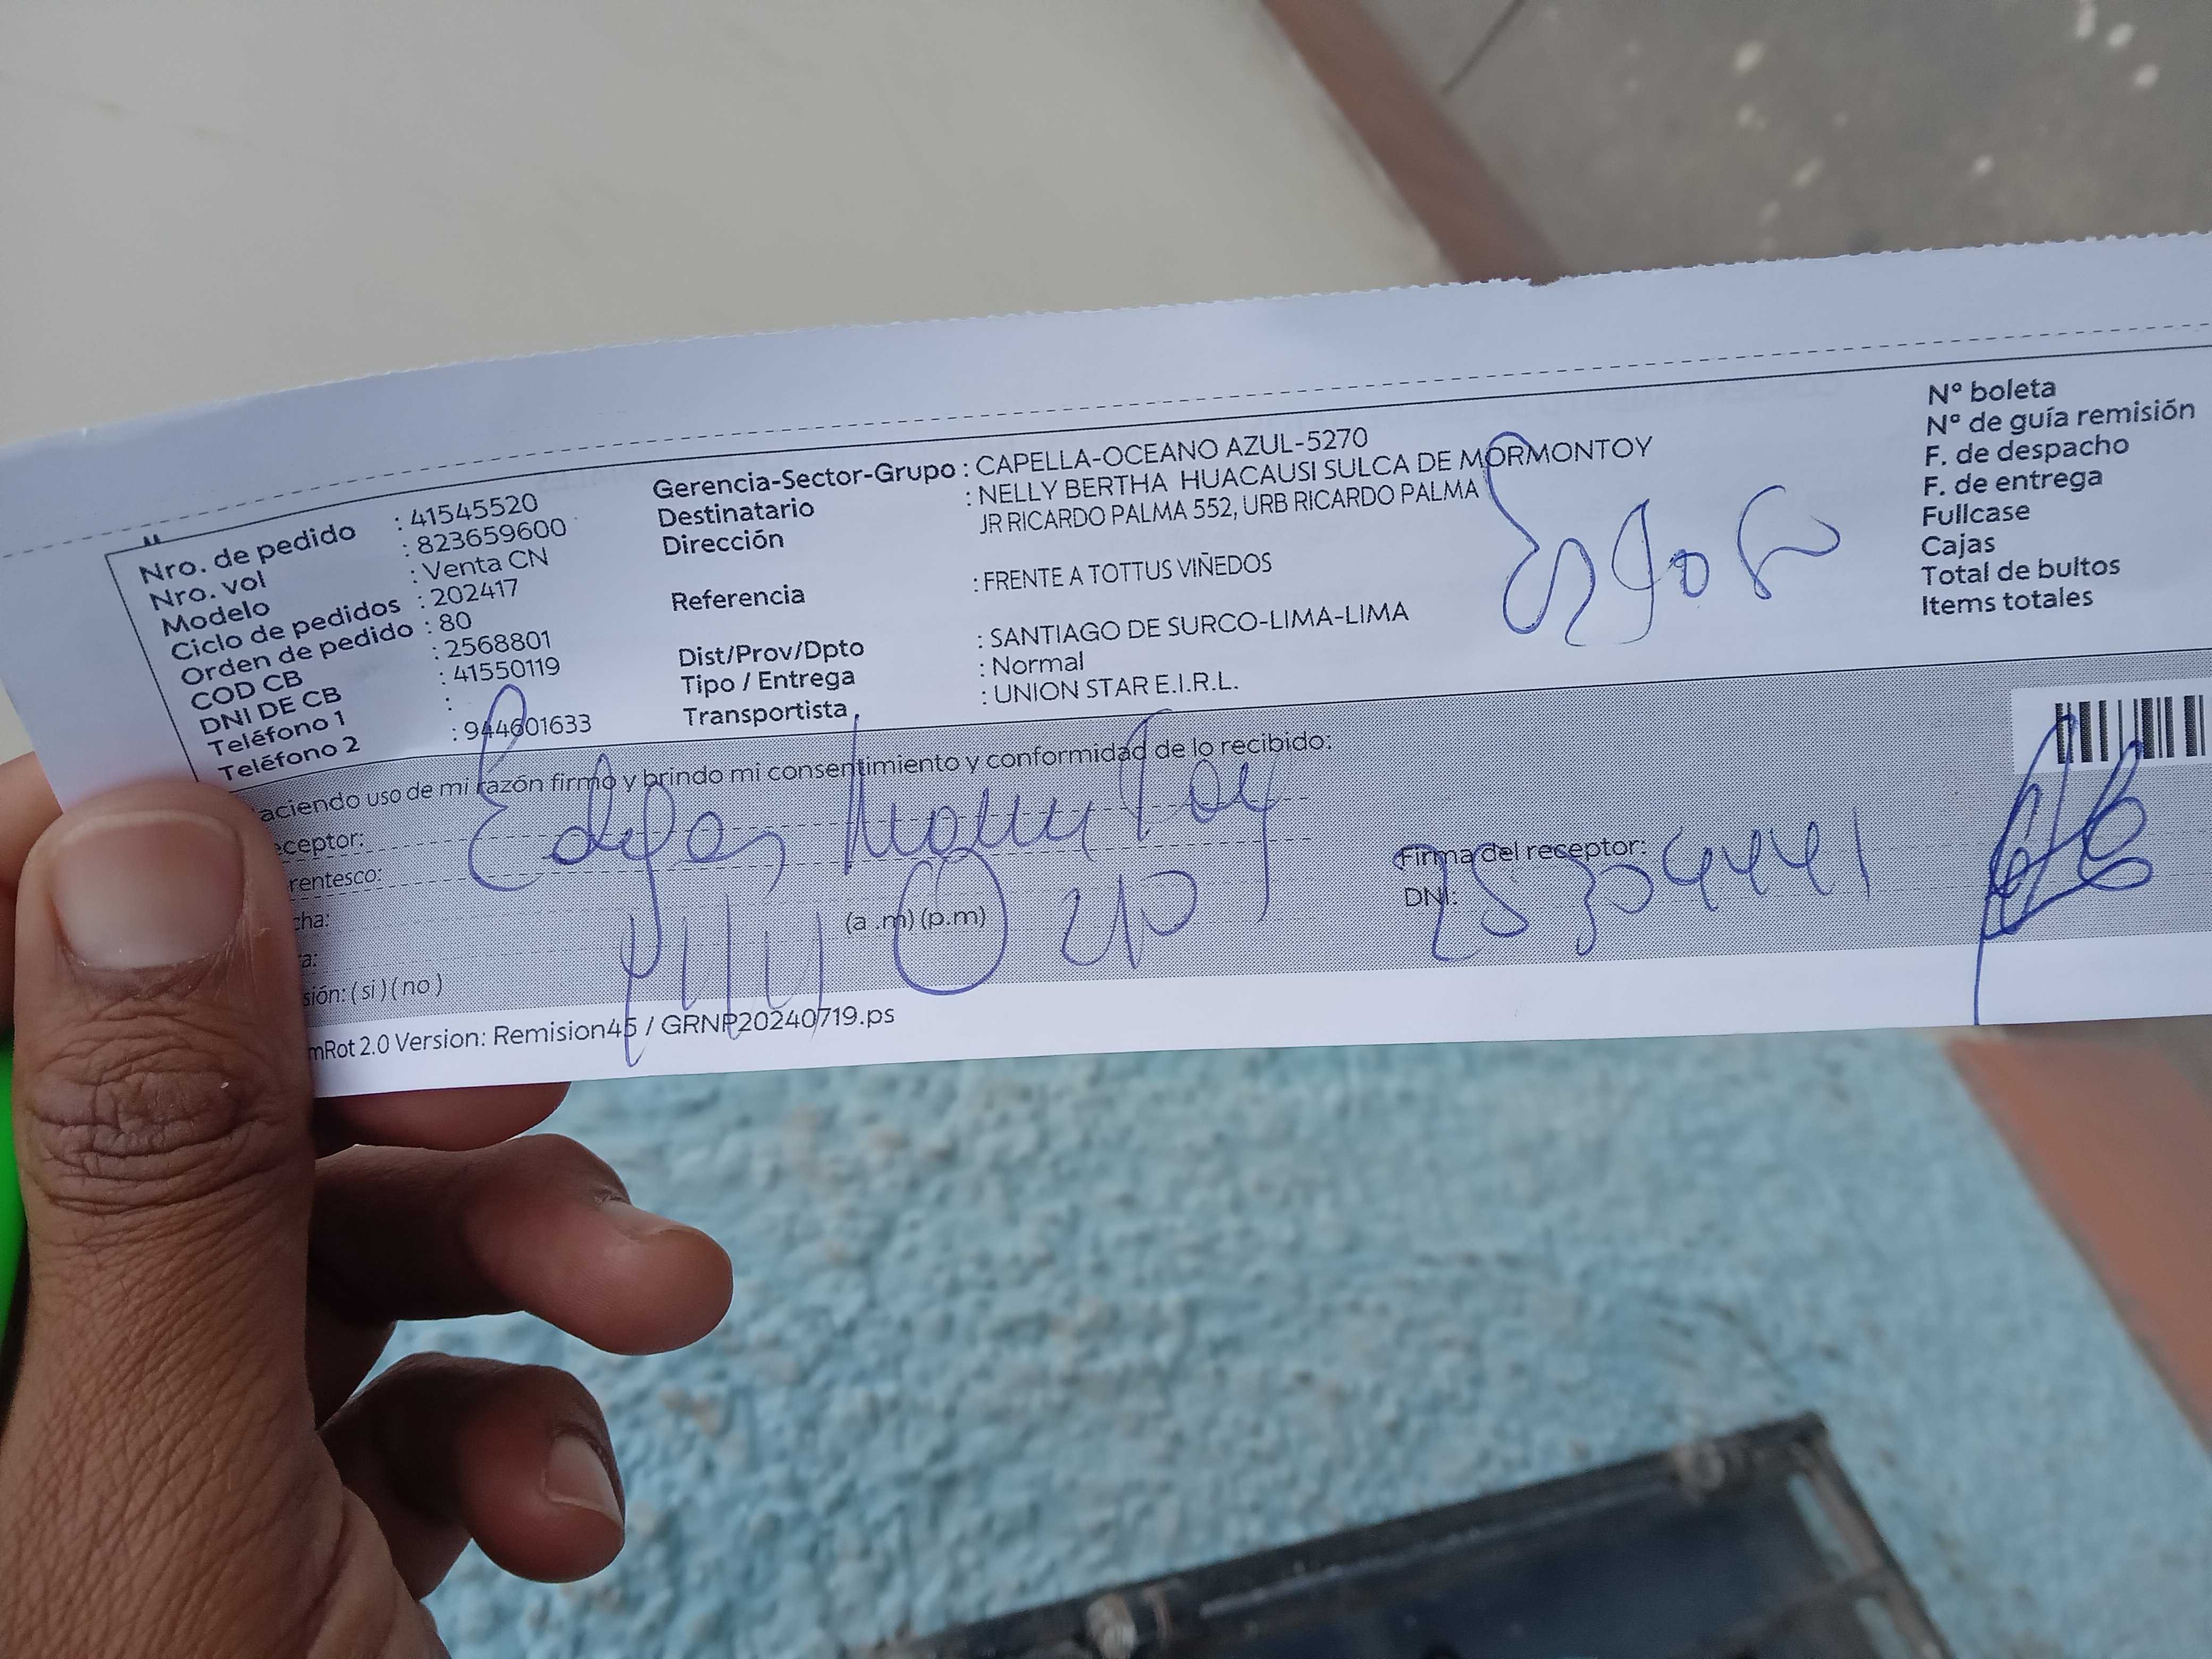 Nro. de pedido : 41545520
Nro. vol : 823659600
Modelo : Venta CN
Ciclo de pedidos : 202417
Orden de pedido : 80
COD CB : 2568801
DNI DE CB : 41550119
Teléfono 1 :
Teléfono 2 : 944601633
Gerencia-Sector-Grupo : CAPELLA-OCEANO AZUL-5270
Destinatario : NELLY BERTHA HUACAUSI SULCA DE MORMONTOY
Dirección JR RICARDO PALMA 552, URB RICARDO PALMA
Referencia : FRENTE A TOTTUS VIÑEDOS
Dist/Prov/Dpto : SANTIAGO DE SURCO-LIMA-LIMA
Tipo / Entrega : Normal
Transportista : UNION STAR E.I.R.L.
Nº boleta
Nº de guía remisión
F. de despacho
F. de entrega
Fullcase
Cajas
Total de bultos
Items totales
aciendo uso de mi razón firmo y brindo mi consentimiento y conformidad de lo recibido:
eceptor: Edgar
rentesco:
cha:
a: (a .m) (p.m)
sión: ( si ) ( no )
Firma del receptor:
DNI:
mRot 2.0 Version: Remision45 / GRNP20240719.ps